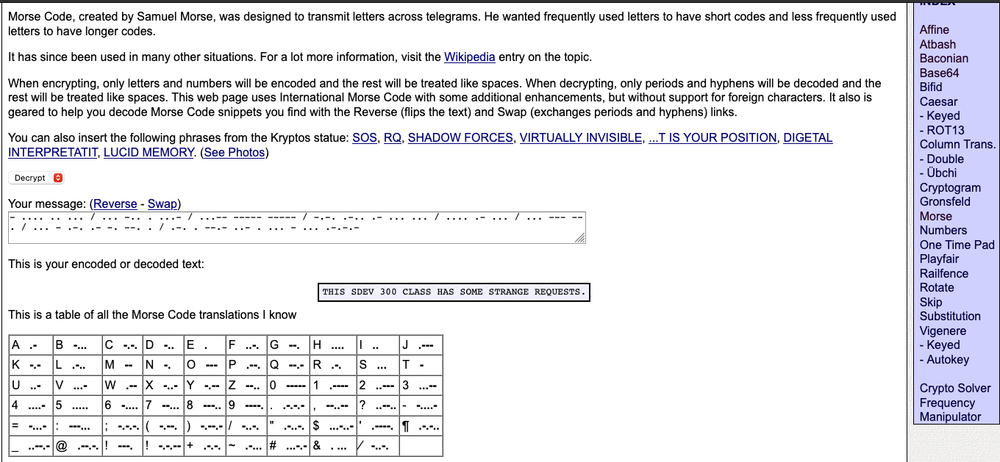 Morse Code, created by Samuel Morse, was designed to transmit letters across telegrams. He wanted frequently used letters to have short codes and less frequently used
letters to have longer codes.
It has since been used in many other situations. For a lot more information, visit the Wikipedia entry on the topic.
When encrypting, only letters and numbers will be encoded and the rest will be treated like spaces. When decrypting, only periods and hyphens will be decoded and the
rest will be treated like spaces. This web page uses International Morse Code with some additional enhancements, but without support for foreign characters. It also is
geared to help you decode Morse Code snippets you find with the Reverse (flips the text) and Swap (exchanges periods and hyphens) links.
You can also insert the following phrases from the Kryptos statue: SOS, RQ, SHADOW FORCES, VIRTUALLY INVISIBLE, ...T IS YOUR POSITION, DIGETAL
INTERPRETATIT, LUCID MEMORY. (See Photos)
Decrypt
Your message: (Reverse - Swap)
- .... .. ... / ... -.. . ...- / ...-- ----- ----- / -.-. .-.. .- ... ... / .... .- ... / ... --- --
. / ... - .-. .- -. --. . / .-. . --.- ..- . ... - ... .-.-.-
This is your encoded or decoded text:
THIS SDEV 300 CLASS HAS SOME STRANGE REQUESTS.
This is a table of all the Morse Code translations I know
A .- B -... C -.-. D -.. E . F ..-. G --. H .... I .. J .---
K -.- L .-.. M -- N -. O --- P .--. Q --.- R .-. S ... T -
U ..- V ...- W .-- X -..- Y -.-- Z --.. 0 ----- 1 .---- 2 ..--- 3 ...--
4 ....- 5 ..... 6 -.... 7 --... 8 ---.. 9 ----. . .-.-.- , --..-- ? ..--.. - -....-
= -...- : ---... ; -.-.-. ( -.--. ) -.--.- / -..-. " .-..-. $ ...-..- ' .----. ¶ .-.-..
_ ..--.- @ .--.-. ! ---. ! -.-.-- + .-.-. ~ .-... # ...-.- & . ... ⁄ -..-.
INDEX
Affine
Atbash
Baconian
Base64
Bifid
Caesar
- Keyed
- ROT13
Column Trans.
- Double
- Übchi
Cryptogram
Gronsfeld
Morse
Numbers
One Time Pad
Playfair
Railfence
Rotate
Skip
Substitution
Vigenere
- Keyed
- Autokey
Crypto Solver
Frequency
Manipulator